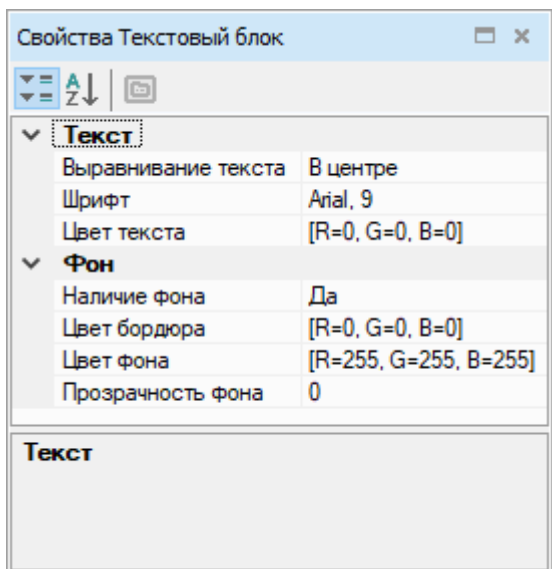 Свойства Текстовый блок
A Z
Текст
Выравнивание текста В центре
Шрифт Arial, 9
Цвет текста [R=0, G=0, B=0]
Фон
Наличие фона Да
Цвет бордюра [R=0, G=0, B=0]
Цвет фона [R=255, G=255, B=255]
Прозрачность фона 0
Текст